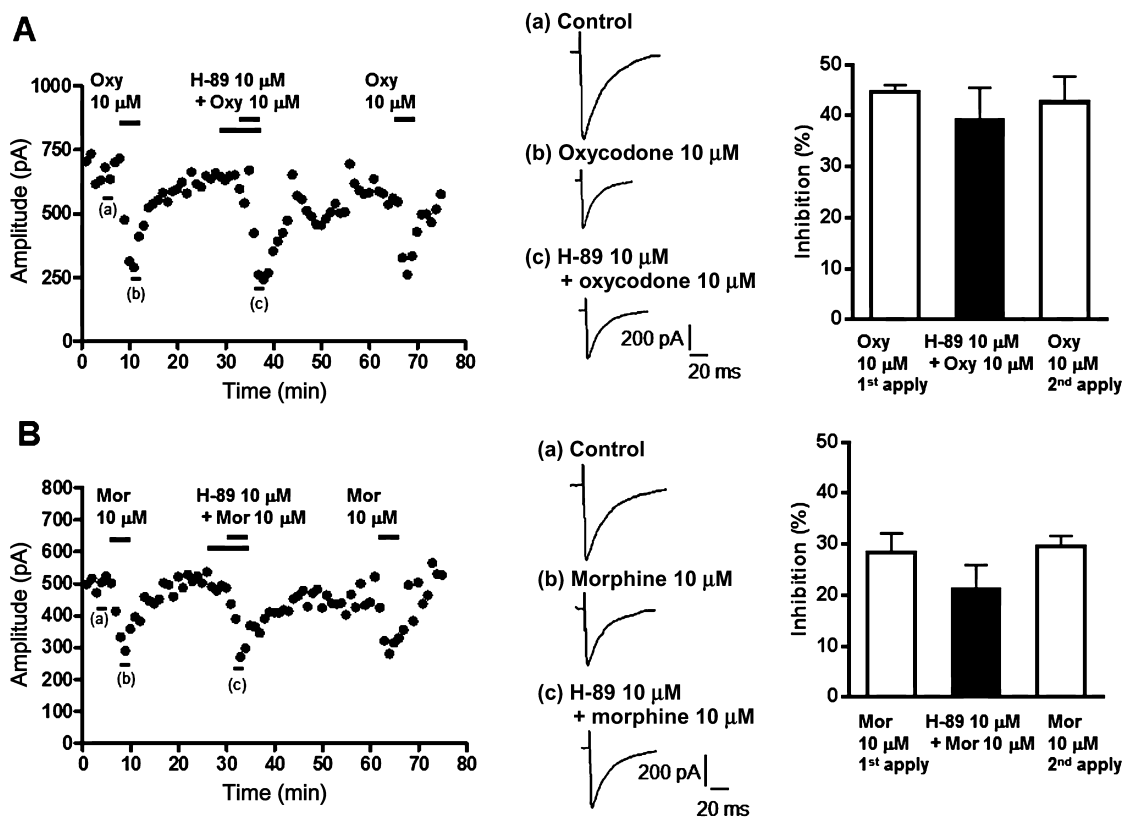 A
Oxy
10 μM
H-89 10 μM
+ Oxy 10 μM
Oxy
10 μM
1000
750
500
250
0
Amplitude (pA)
(a)
(b)
(c)
0 10 20 30 40 50 60 70 80
Time (min)
(a) Control
(b) Oxycodone 10 μM
(c) H-89 10 μM
+ oxycodone 10 μM
200 pA
20 ms
50
40
30
20
10
0
Inhibition (%)
Oxy
10 μM
1st apply
H-89 10 μM
+ Oxy 10 μM
Oxy
10 μM
2nd apply
B
Mor
10 μM
H-89 10 μM
+ Mor 10 μM
Mor
10 μM
800
700
600
500
400
300
200
100
0
Amplitude (pA)
(a)
(b)
(c)
0 10 20 30 40 50 60 70 80
Time (min)
(a) Control
(b) Morphine 10 μM
(c) H-89 10 μM
+ morphine 10 μM
200 pA
20 ms
50
40
30
20
10
0
Inhibition (%)
Mor
10 μM
1st apply
H-89 10 μM
+ Mor 10 μM
Mor
10 μM
2nd apply